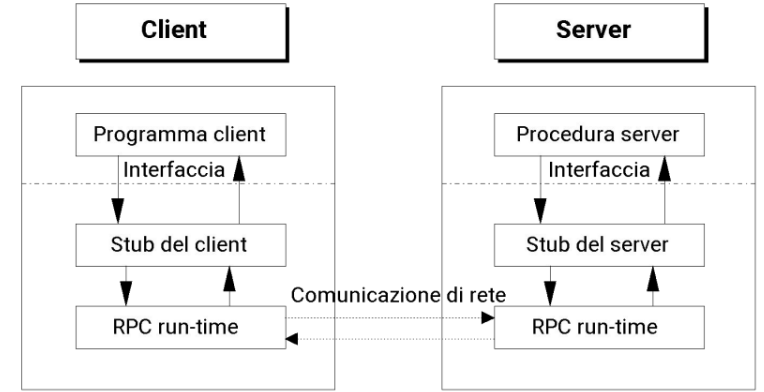 Client
Server
Programma client
Procedura server
Interfaccia
Interfaccia
Stub del client
Stub del server
Comunicazione di rete
RPC run-time
RPC run-time